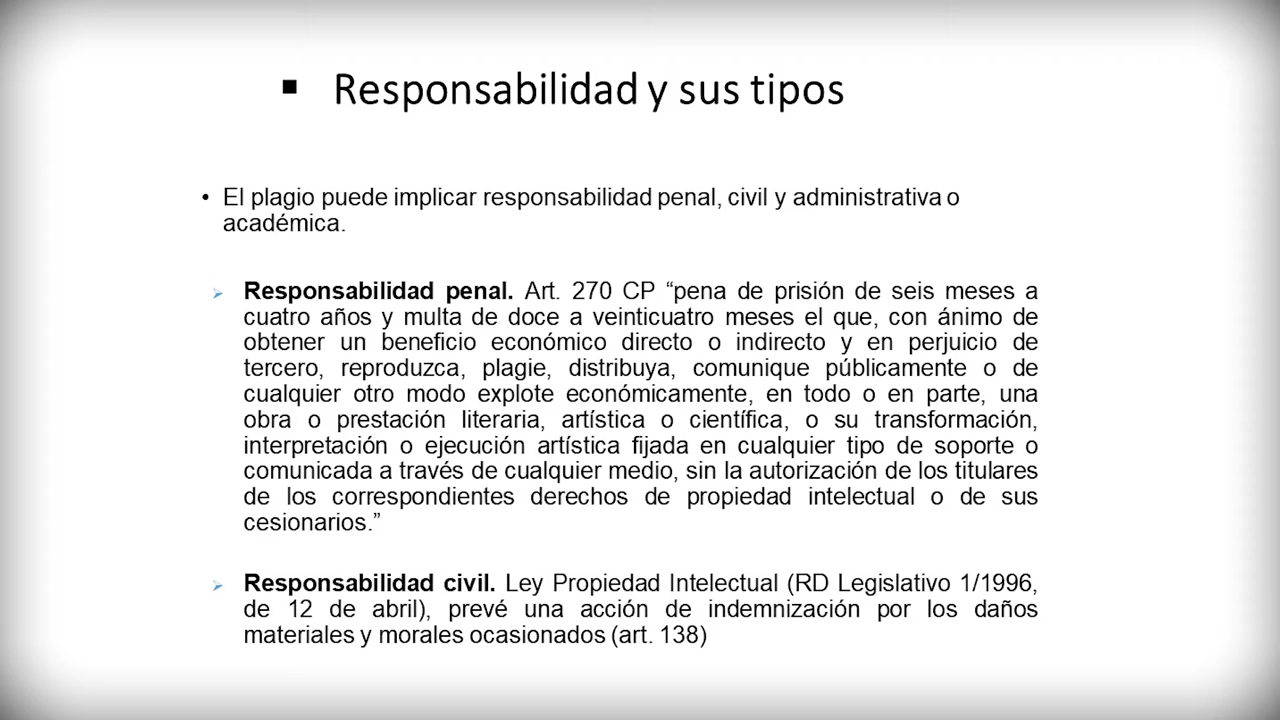 ▪ Responsabilidad y sus tipos
• El plagio puede implicar responsabilidad penal, civil y administrativa o
académica.
➢ Responsabilidad penal. Art. 270 CP “pena de prisión de seis meses a
cuatro años y multa de doce a veinticuatro meses el que, con ánimo de
obtener un beneficio económico directo o indirecto y en perjuicio de
tercero, reproduzca, plagie, distribuya, comunique públicamente o de
cualquier otro modo explote económicamente, en todo o en parte, una
obra o prestación literaria, artística o científica, o su transformación,
interpretación o ejecución artística fijada en cualquier tipo de soporte o
comunicada a través de cualquier medio, sin la autorización de los titulares
de los correspondientes derechos de propiedad intelectual o de sus
cesionarios.”
➢ Responsabilidad civil. Ley Propiedad Intelectual (RD Legislativo 1/1996,
de 12 de abril), prevé una acción de indemnización por los daños
materiales y morales ocasionados (art. 138)